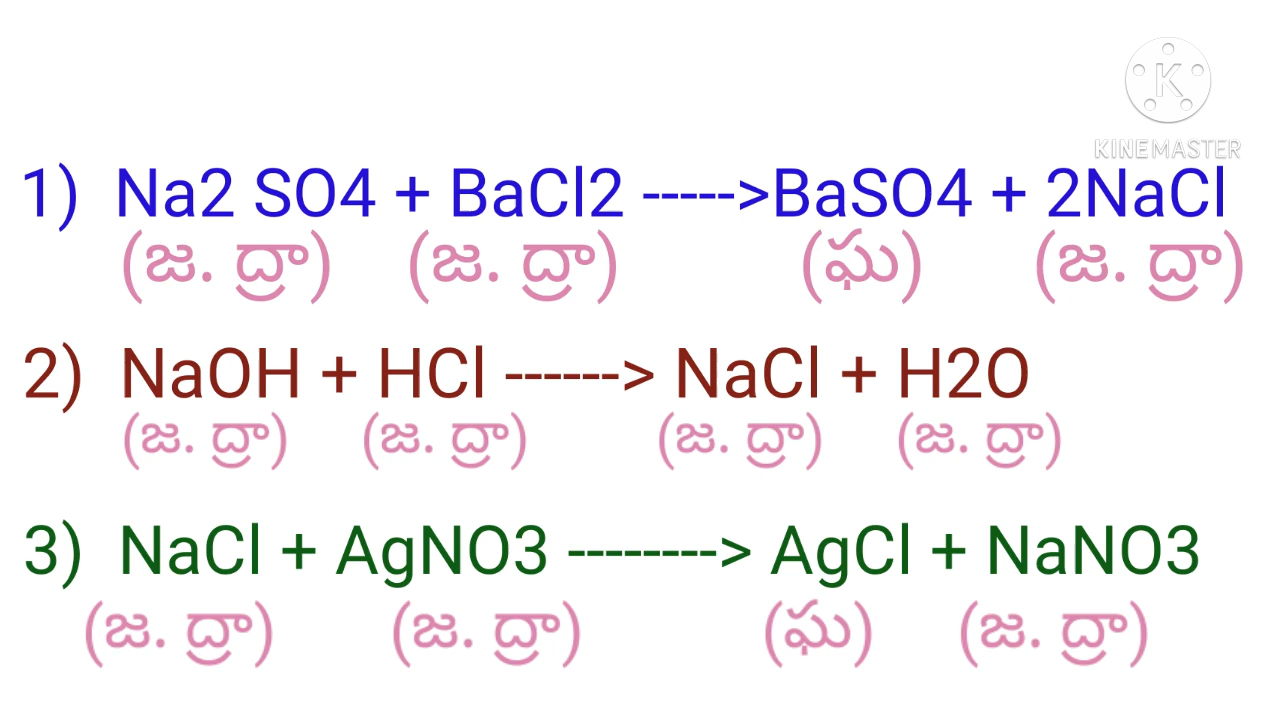 K
KINEMASTER
1) Na2 SO4 + BaCl2 ----->BaSO4 + 2NaCl
(జ. ద్రా) (జ. ద్రా) (ఘ) (జ. ద్రా)
2) NaOH + HCl ------> NaCl + H2O
(జ. ద్రా) (జ. ద్రా) (జ. ద్రా) (జ. ద్రా)
3) NaCl + AgNO3 --------> AgCl + NaNO3
(జ. ద్రా) (జ. ద్రా) (ఘ) (జ. ద్రా)